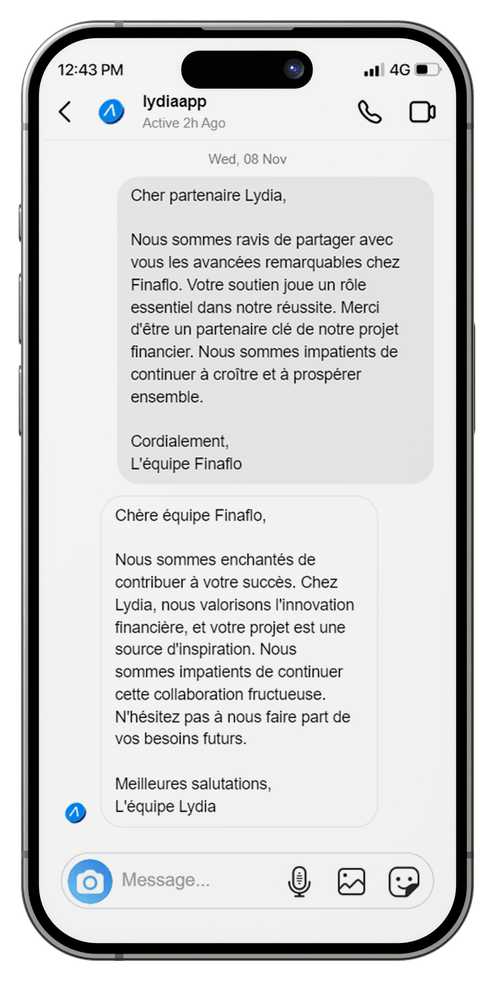 12:43 PM
4G
lydiaapp
Active 2h Ago
Wed, 08 Nov
Cher partenaire Lydia,
Nous sommes ravis de partager avec
vous les avancées remarquables chez
Finaflo. Votre soutien joue un rôle
essentiel dans notre réussite. Merci
d'être un partenaire clé de notre projet
financier. Nous sommes impatients de
continuer à croître et à prospérer
ensemble.
Cordialement,
L'équipe Finaflo
Chère équipe Finaflo,
Nous sommes enchantés de
contribuer à votre succès. Chez
Lydia, nous valorisons l'innovation
financière, et votre projet est une
source d'inspiration. Nous
sommes impatients de continuer
cette collaboration fructueuse.
N'hésitez pas à nous faire part de
vos besoins futurs.
Meilleures salutations,
L'équipe Lydia
Message...